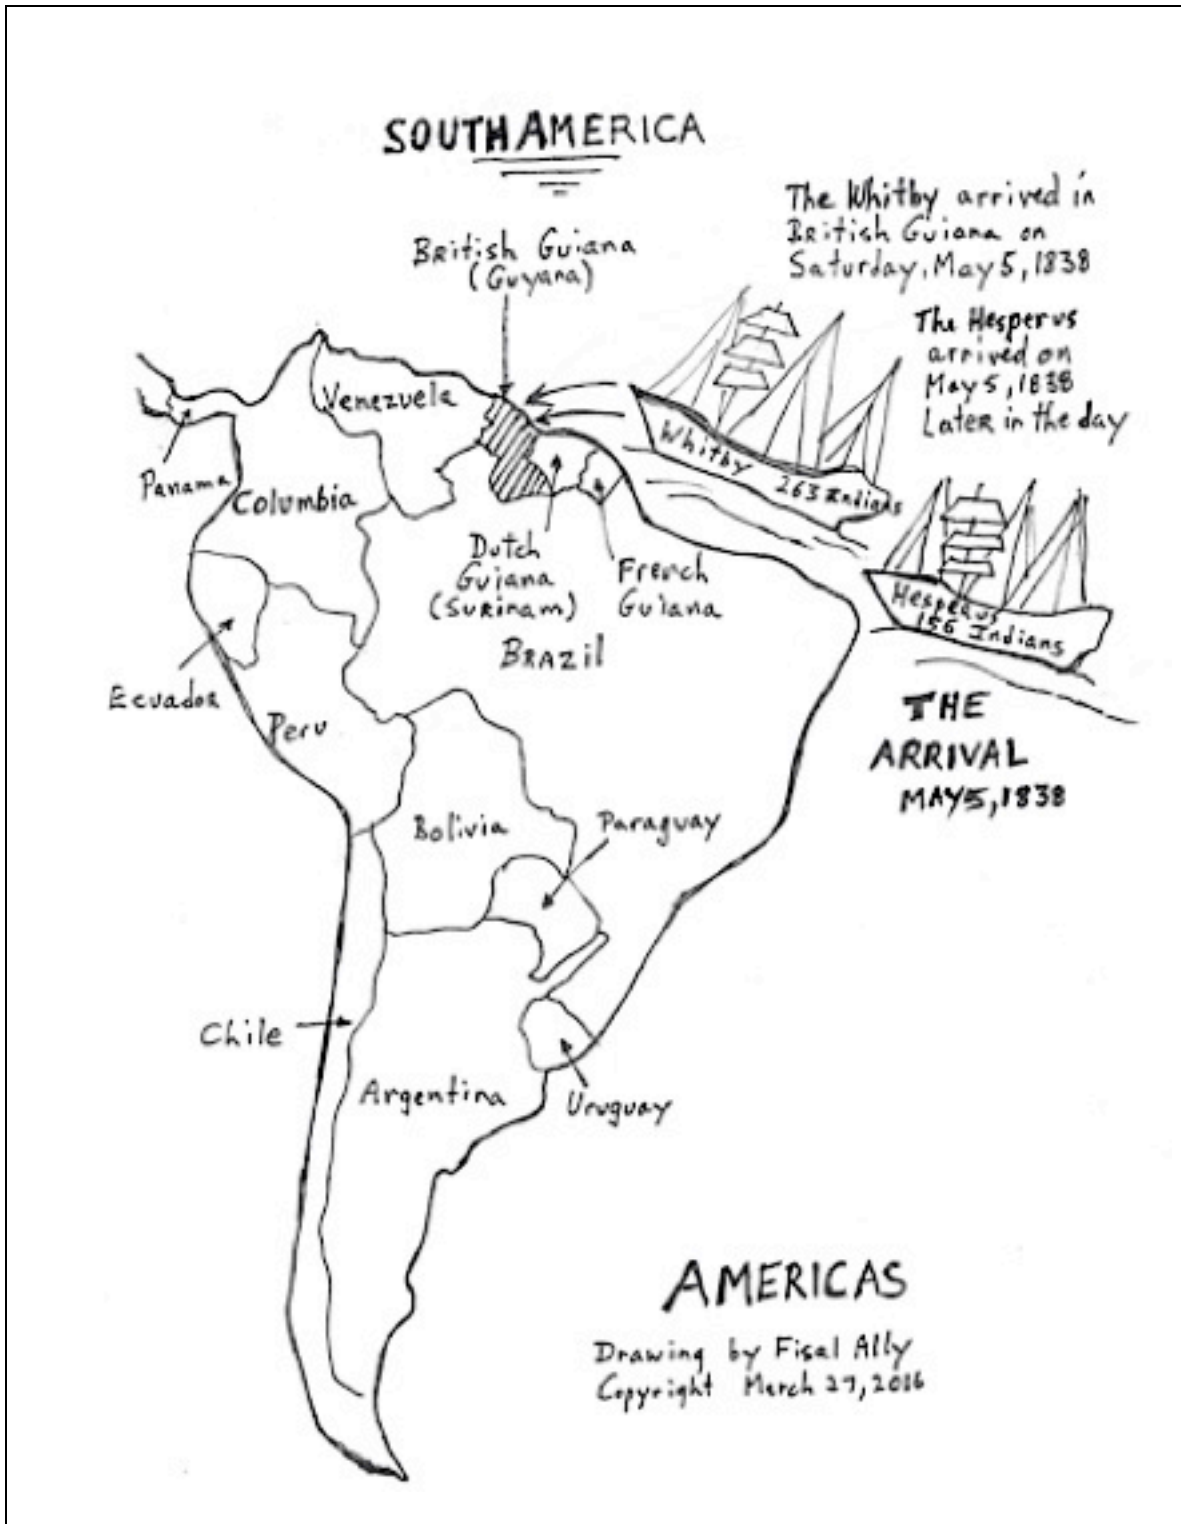 SOUTH AMERICA
The Whitby arrived in
British Guiana on
Saturday, May 5, 1838
British Guiana
(Guyana)
The Hesperus
arrived on
May 5, 1838
Later in the day
Venezuela
Whitby
263 Indians
Panama
Columbia
Dutch
Guiana
(Surinam)
French
Guiana
Hesperus
156 Indians
BRAZil
Ecuador
Peru
THE
ARRIVAL
MAY 5, 1838
Bolivia
Paraguay
Chile
Argentina
Uruguay
AMERICAS
Drawing by Fisal Ally
Copyright March 27, 2016